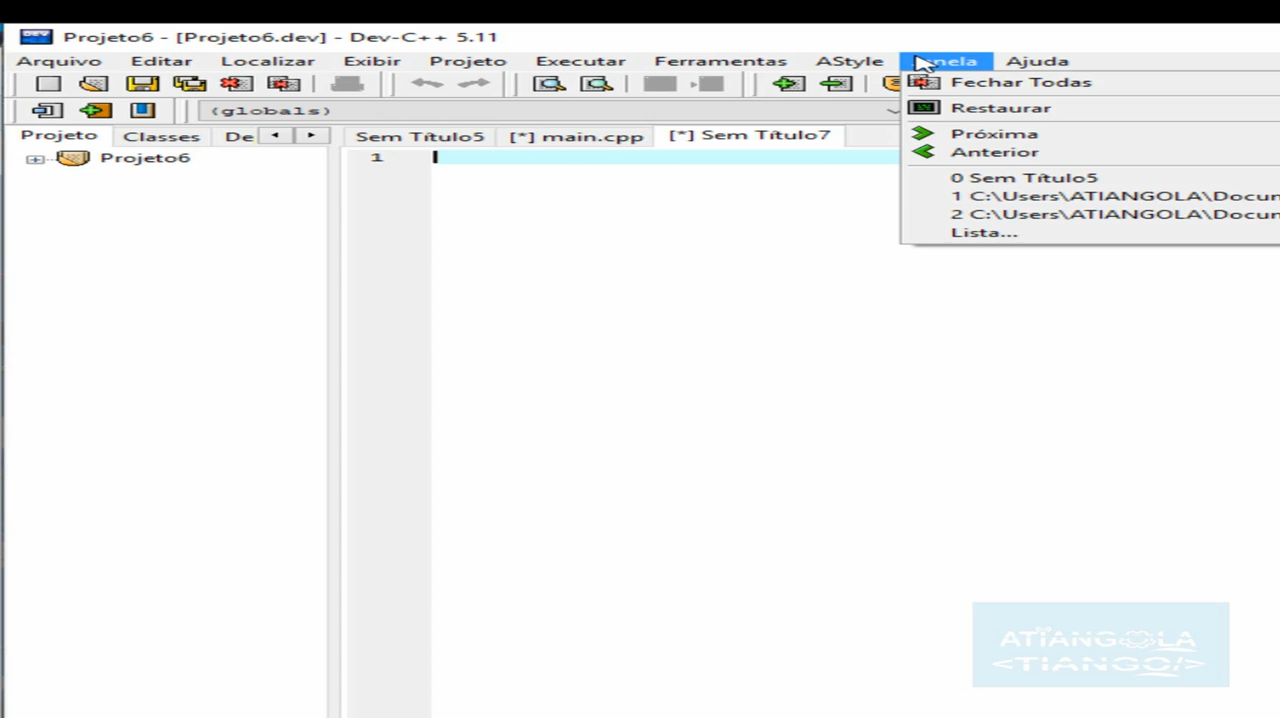 Projeto6 - [Projeto6.dev] - Dev-C++ 5.11
Arquivo Editar Localizar Exibir Projeto Executar Ferramentas AStyle Janela Ajuda
(globals)
Projeto Classes De
Sem Título5 [*] main.cpp [*] Sem Título7
Projeto6
1
Fechar Todas
Restaurar
Próxima
Anterior
0 Sem Título5
1 C:\Users\ATIANGOLA\Docum
2 C:\Users\ATIANGOLA\Docum
Lista...
ATIANGOLA
<TIANGO/>